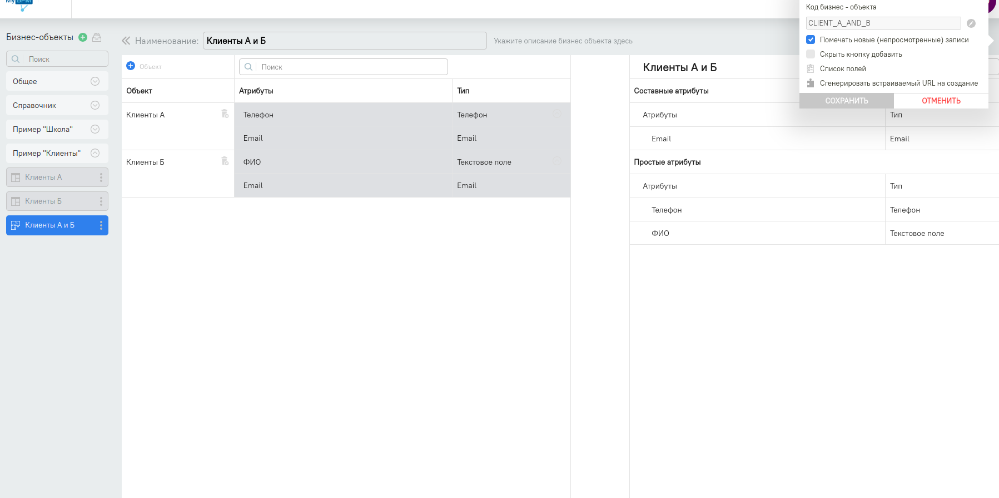 MyBPM
Код бизнес - объекта
CLIENT_A_AND_B
Помечать новые (непросмотренные) записи
Скрыть кнопку добавить
Список полей
Сгенерировать встраиваемый URL на создание
СОХРАНИТЬ ОТМЕНИТЬ
Бизнес-объекты
Поиск
Общее
Справочник
Пример "Школа"
Пример "Клиенты"
Клиенты А
Клиенты Б
Клиенты А и Б
Наименование: Клиенты А и Б Укажите описание бизнес объекта здесь
Объект Поиск
Объект Атрибуты Тип
Клиенты А Телефон Телефон
Email Email
Клиенты Б ФИО Текстовое поле
Email Email
Клиенты А и Б
Составные атрибуты
Атрибуты Тип
Email Email
Простые атрибуты
Атрибуты Тип
Телефон Телефон
ФИО Текстовое поле